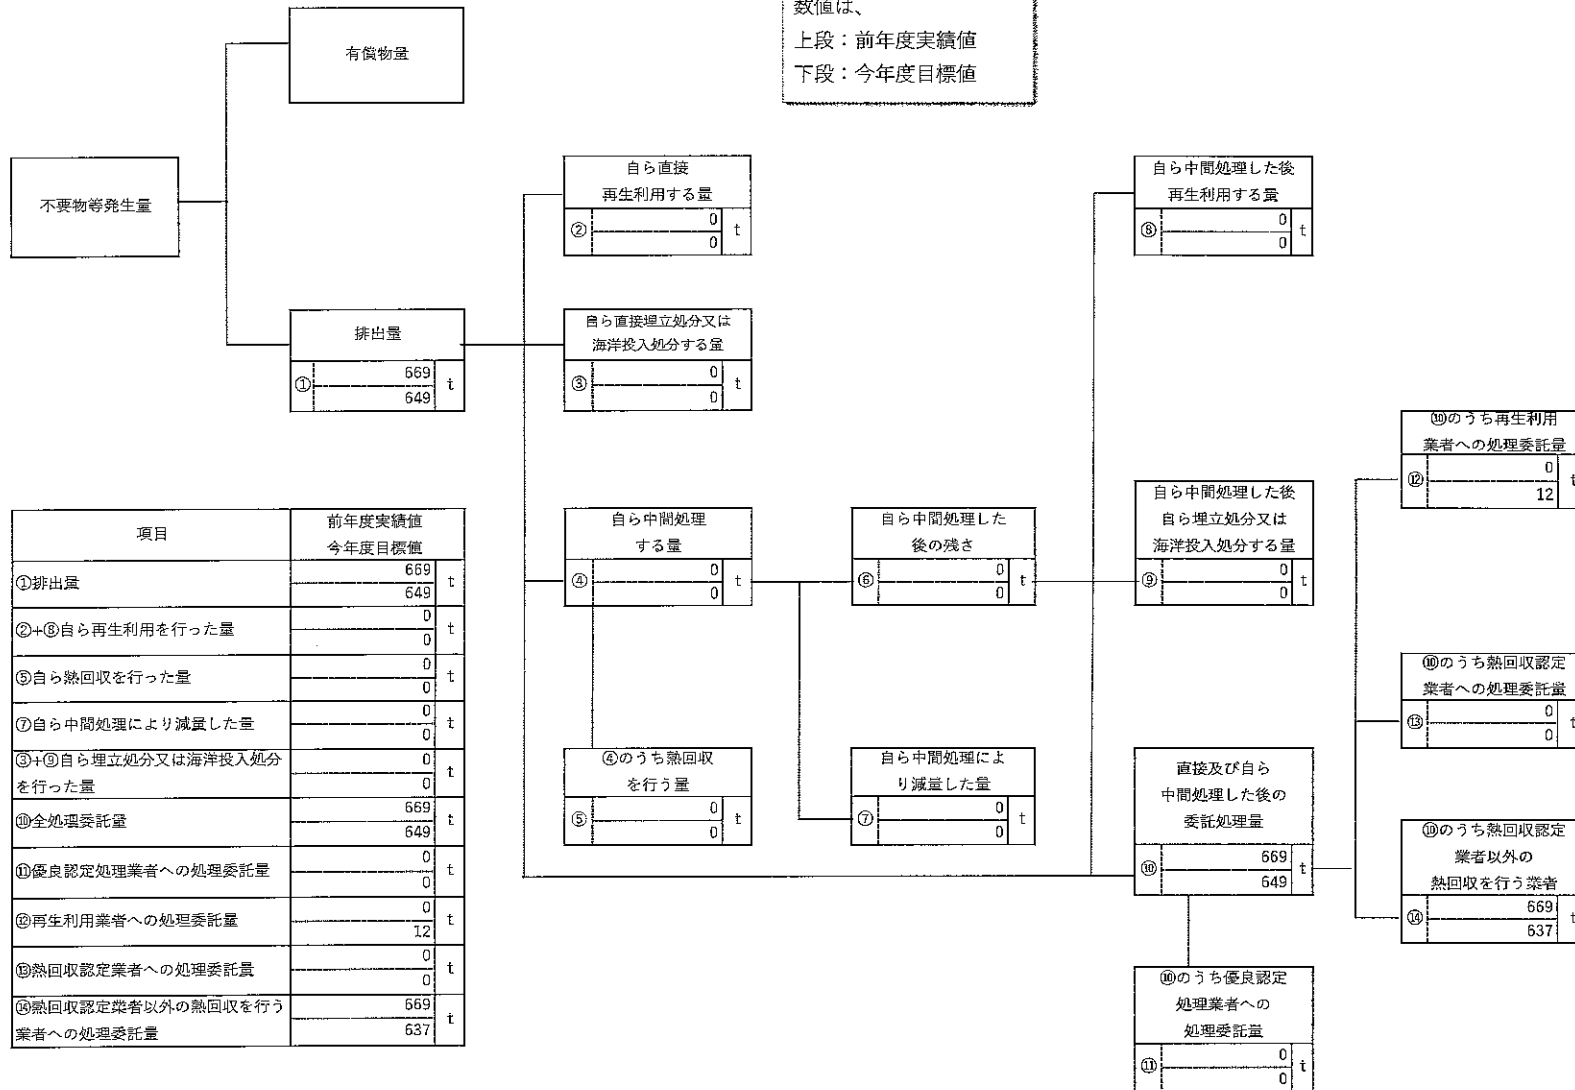 数値は、
上段：前年度実績値
下段：今年度目標値
有償物量
不要物等発生量
排出量
①
669
649
t
自ら直接
再生利用する量
②
0
0
t
自ら直接埋立処分又は
海洋投入処分する量
③
0
0
t
自ら中間処理
する量
④
0
0
t
④のうち熱回収
を行う量
⑤
0
0
t
自ら中間処理した
後の残さ
⑥
0
0
t
自ら中間処理によ
り減量した量
⑦
0
0
t
自ら中間処理した後
再生利用する量
⑧
0
0
t
自ら中間処理した後
自ら埋立処分又は
海洋投入処分する量
⑨
0
0
t
直接及び自ら
中間処理した後の
委託処理量
⑩
669
649
t
⑩のうち優良認定
処理業者への
処理委託量
⑪
0
0
t
⑩のうち再生利用
業者への処理委託量
⑫
0
12
t
⑩のうち熱回収認定
業者への処理委託量
⑬
0
0
t
⑩のうち熱回収認定
業者以外の
熱回収を行う業者
⑭
669
637
t
項目
前年度実績値
今年度目標値
①排出量
669
649
t
②+⑧自ら再生利用を行った量
0
0
t
⑤自ら熱回収を行った量
0
0
t
⑦自ら中間処理により減量した量
0
0
t
③+⑨自ら埋立処分又は海洋投入処分
を行った量
0
0
t
⑩全処理委託量
669
649
t
⑪優良認定処理業者への処理委託量
0
0
t
⑫再生利用業者への処理委託量
0
12
t
⑬熱回収認定業者への処理委託量
0
0
t
⑭熱回収認定業者以外の熱回収を行う
業者への処理委託量
669
637
t